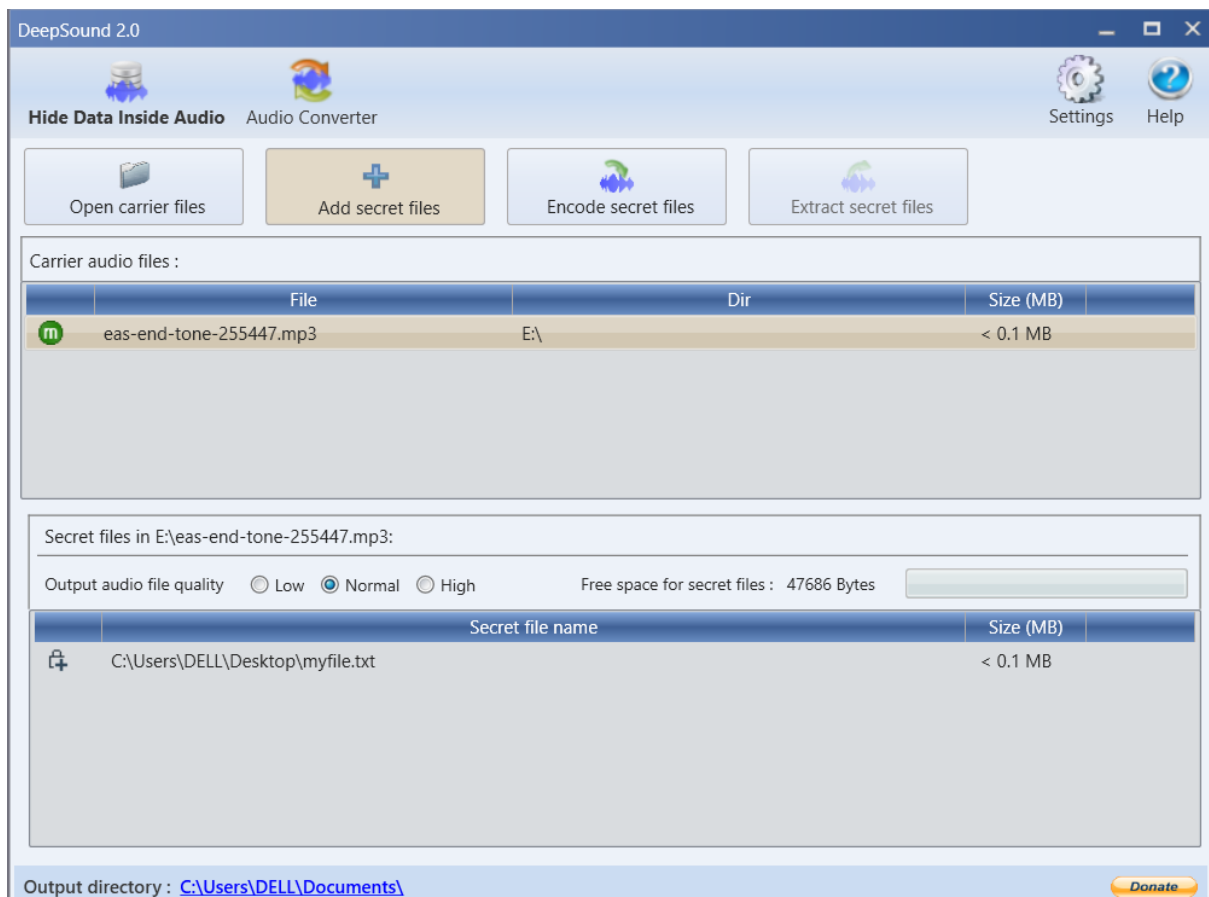 DeepSound 2.0
Hide Data Inside Audio Audio Converter Settings Help
Open carrier files Add secret files Encode secret files Extract secret files
Carrier audio files :
File Dir Size (MB)
m eas-end-tone-255447.mp3 E:\ < 0.1 MB
Secret files in E:\eas-end-tone-255447.mp3:
Output audio file quality Low Normal High Free space for secret files : 47686 Bytes
Secret file name Size (MB)
C:\Users\DELL\Desktop\myfile.txt < 0.1 MB
Output directory : C:\Users\DELL\Documents\ Donate